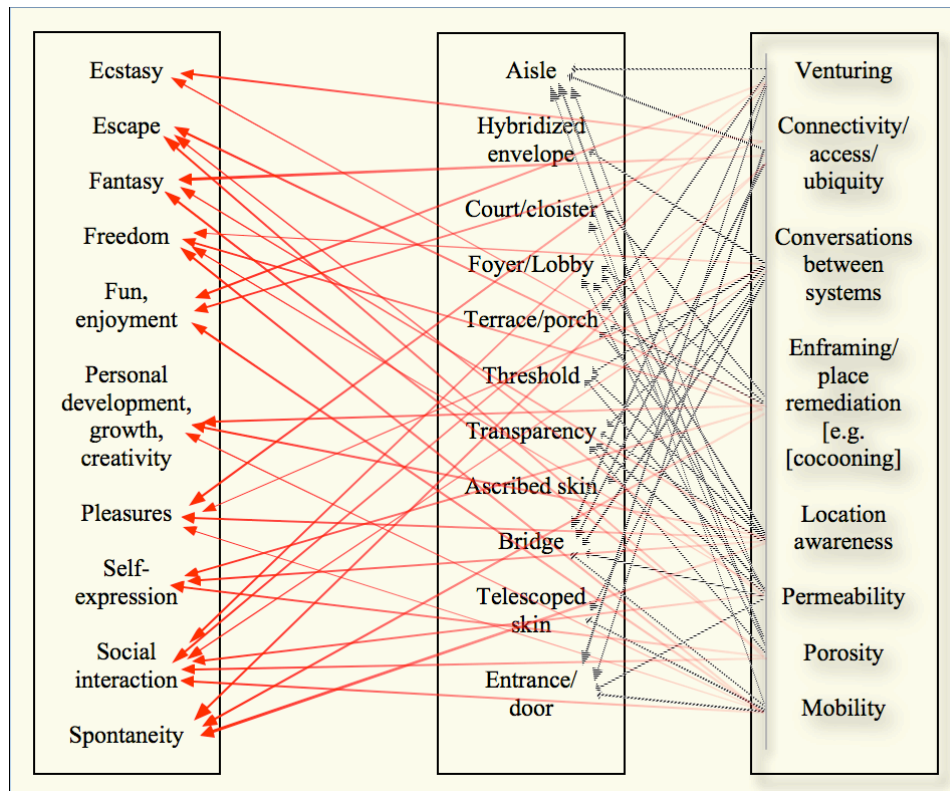 Ecstasy
Escape
Fantasy
Freedom
Fun,
enjoyment
Personal
development,
growth,
creativity
Pleasures
Self-
expression
Social
interaction
Spontaneity
Aisle
Hybridized
envelope
Court/cloister
Foyer/Lobby
Terrace/porch
Threshold
Transparency
Ascribed skin
Bridge
Telescoped
skin
Entrance/
door
Venturing
Connectivity/
access/
ubiquity
Conversations
between
systems
Enframing/
place
remediation
[e.g.
[cocooning]
Location
awareness
Permeability
Porosity
Mobility